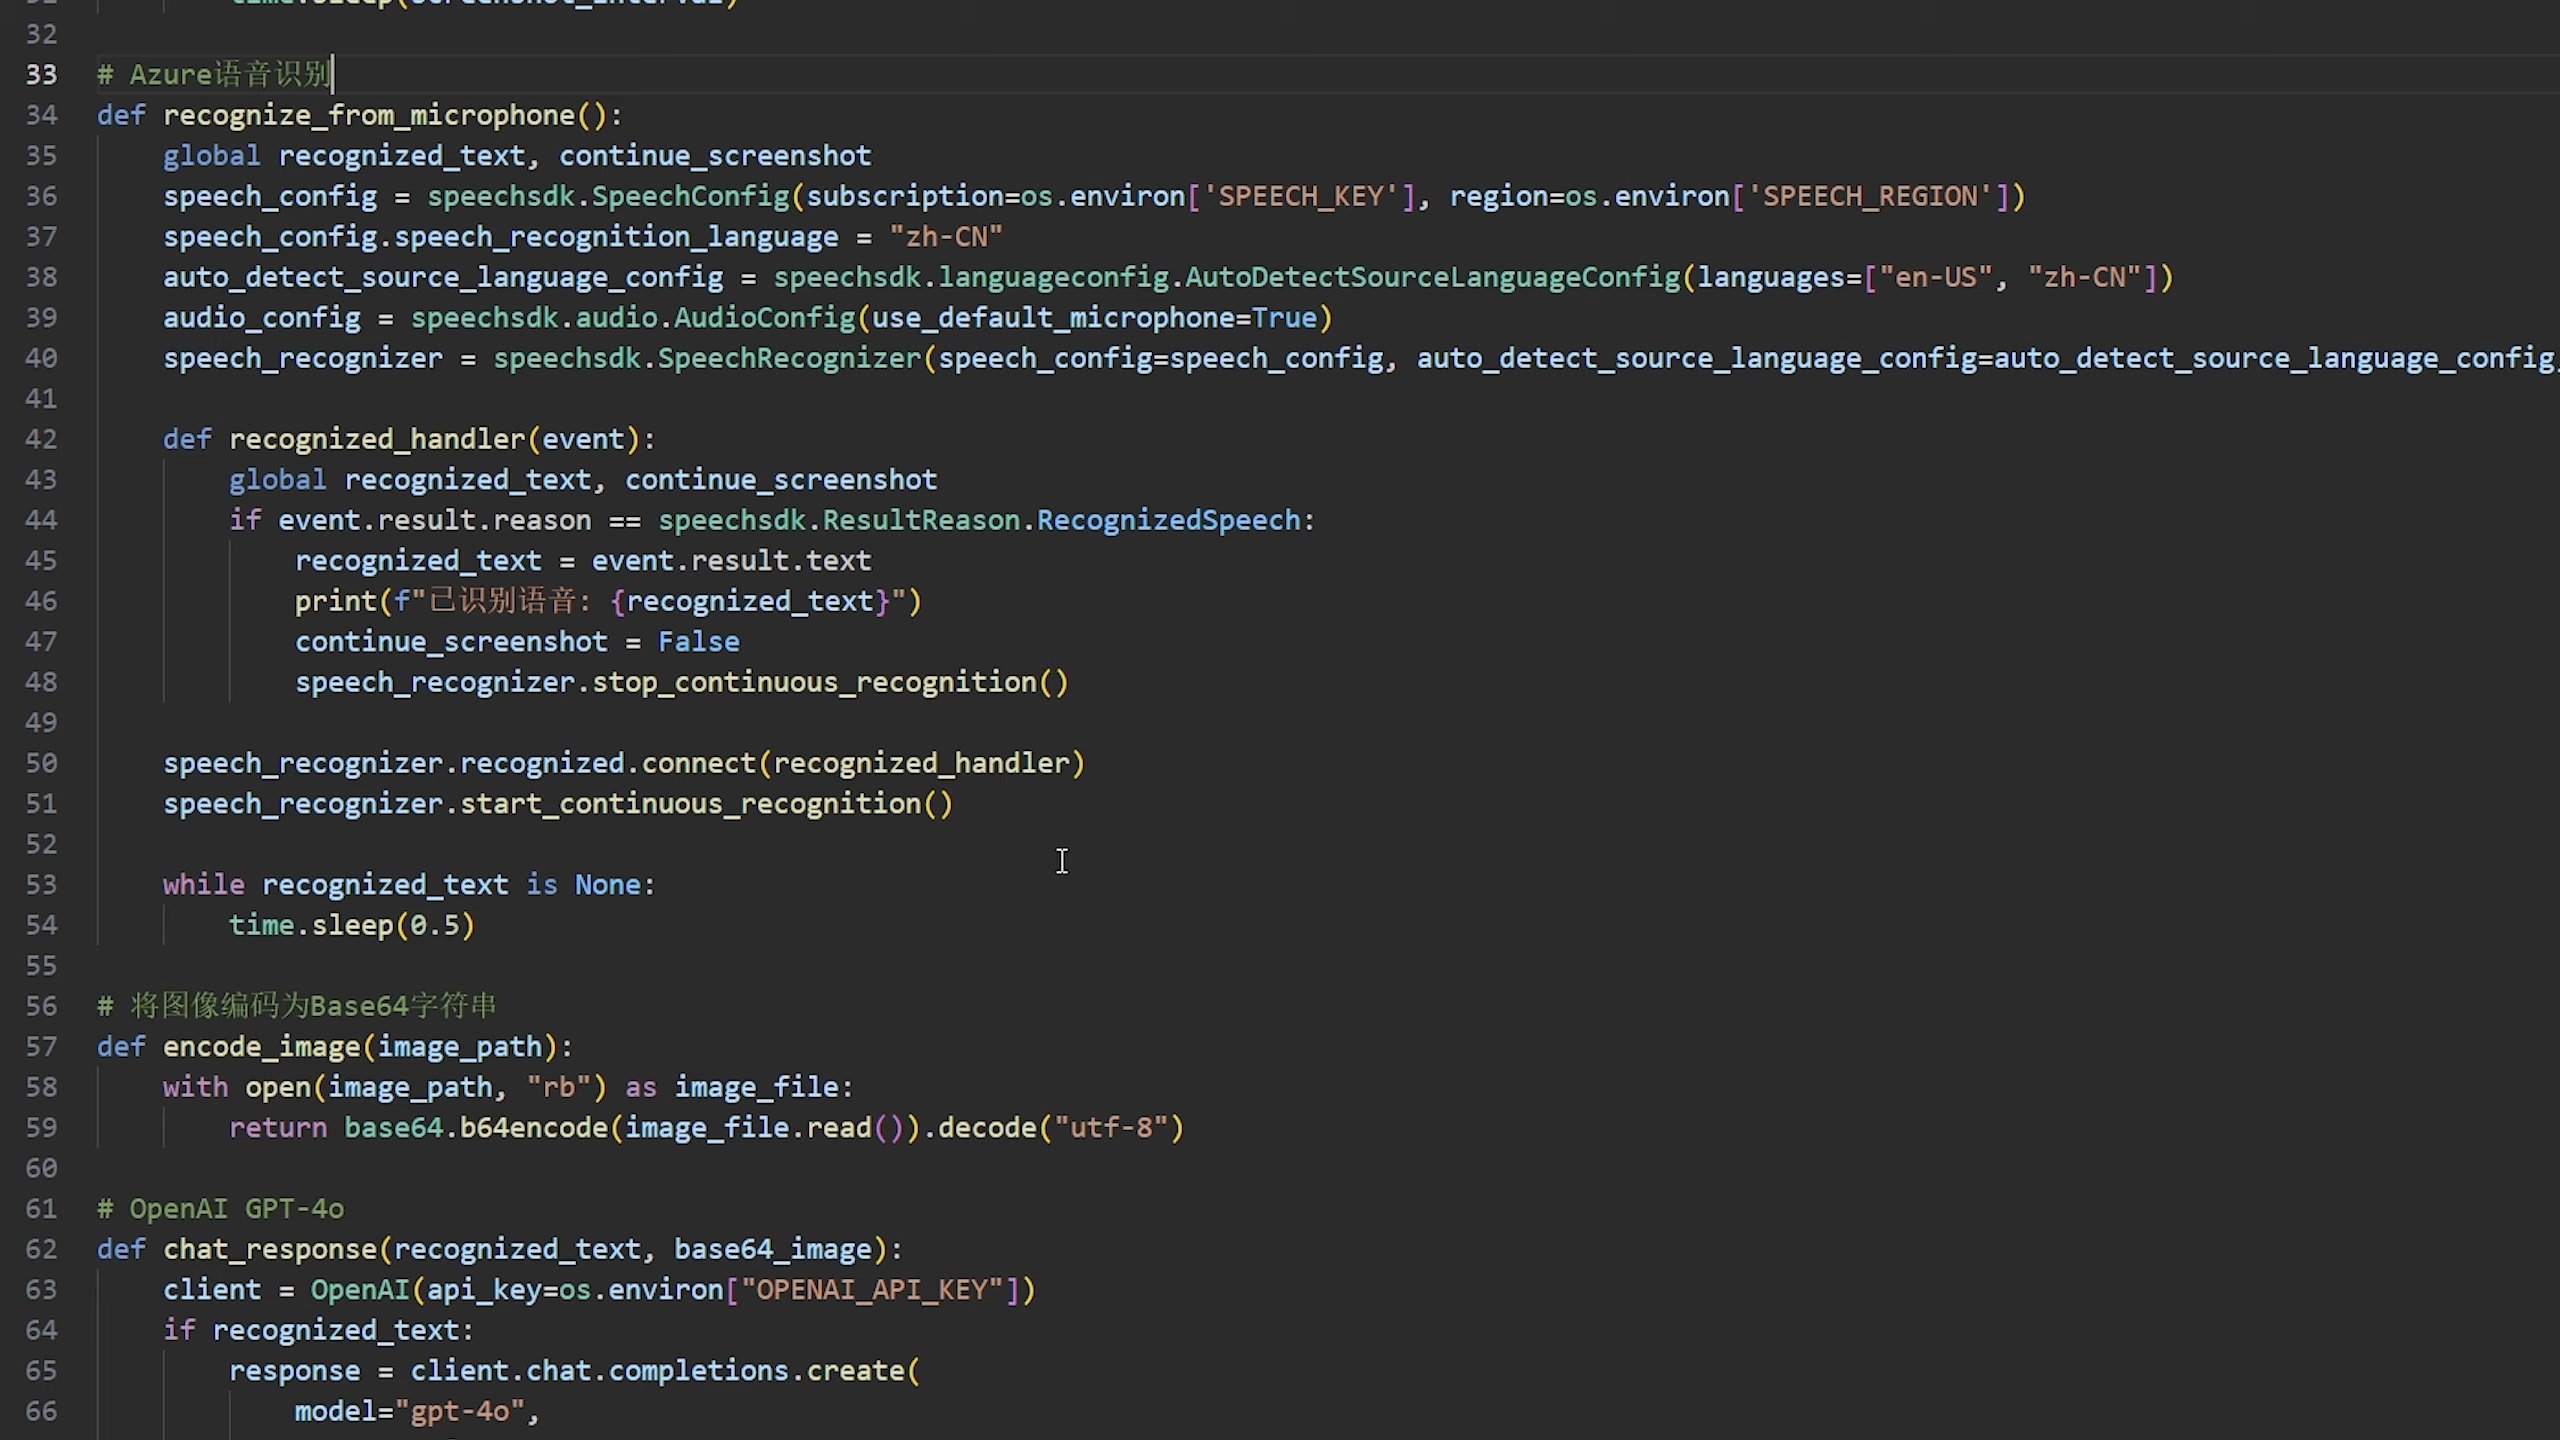 31 time.sleep(screenshot_interval)
32
33 # Azure语音识别
34 def recognize_from_microphone():
35 global recognized_text, continue_screenshot
36 speech_config = speechsdk.SpeechConfig(subscription=os.environ['SPEECH_KEY'], region=os.environ['SPEECH_REGION'])
37 speech_config.speech_recognition_language = "zh-CN"
38 auto_detect_source_language_config = speechsdk.languageconfig.AutoDetectSourceLanguageConfig(languages=["en-US", "zh-CN"])
39 audio_config = speechsdk.audio.AudioConfig(use_default_microphone=True)
40 speech_recognizer = speechsdk.SpeechRecognizer(speech_config=speech_config, auto_detect_source_language_config=auto_detect_source_language_config,
41
42 def recognized_handler(event):
43 global recognized_text, continue_screenshot
44 if event.result.reason == speechsdk.ResultReason.RecognizedSpeech:
45 recognized_text = event.result.text
46 print(f"已识别语音: {recognized_text}")
47 continue_screenshot = False
48 speech_recognizer.stop_continuous_recognition()
49
50 speech_recognizer.recognized.connect(recognized_handler)
51 speech_recognizer.start_continuous_recognition()
52
53 while recognized_text is None:
54 time.sleep(0.5)
55
56 # 将图像编码为Base64字符串
57 def encode_image(image_path):
58 with open(image_path, "rb") as image_file:
59 return base64.b64encode(image_file.read()).decode("utf-8")
60
61 # OpenAI GPT-4o
62 def chat_response(recognized_text, base64_image):
63 client = OpenAI(api_key=os.environ["OPENAI_API_KEY"])
64 if recognized_text:
65 response = client.chat.completions.create(
66 model="gpt-4o",